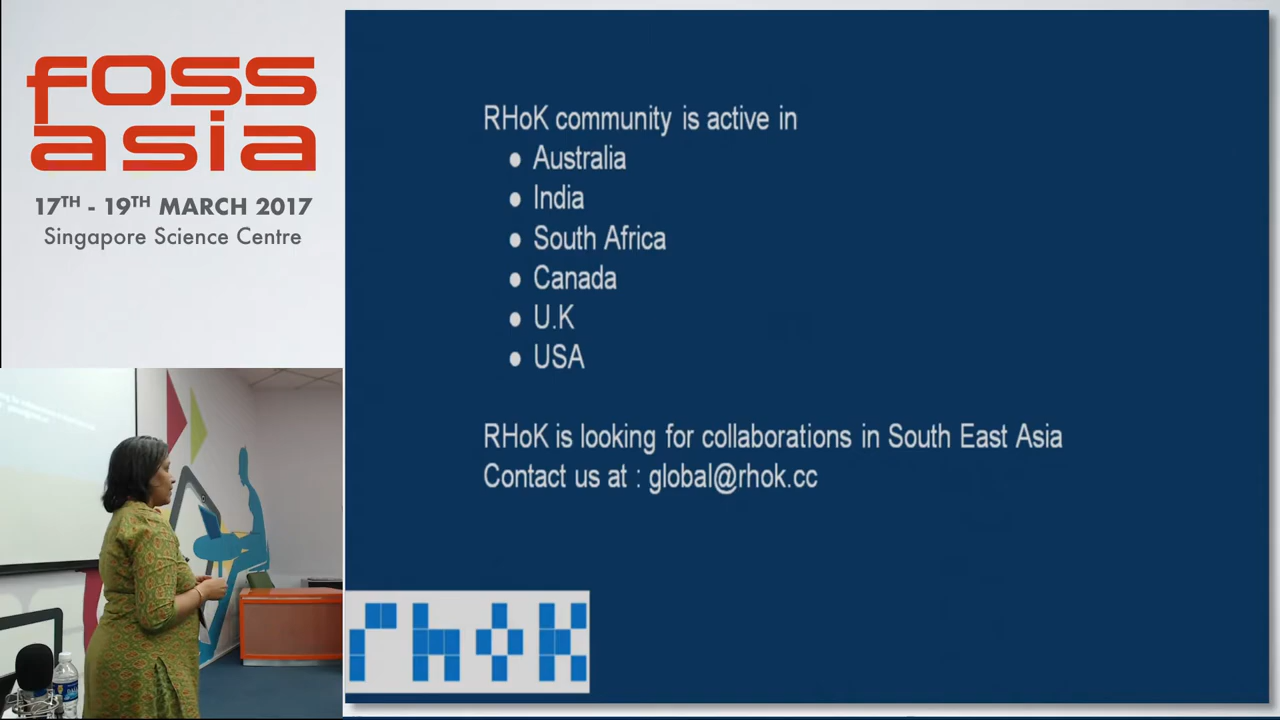 foss
asia
17TH - 19TH MARCH 2017
Singapore Science Centre
RHoK community is active in
● Australia
● India
● South Africa
● Canada
● U.K
● USA
RHoK is looking for collaborations in South East Asia
Contact us at : global@rhok.cc
rhok